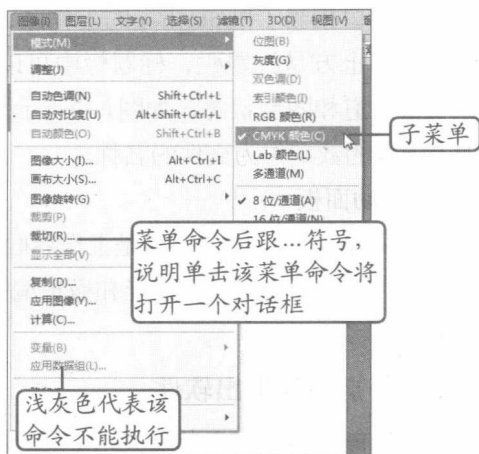 图像(I) 图层(L) 文字(Y) 选择(S) 滤镜(T) 3D(D) 视图(V)
模式(M)
调整(J)
自动色调(N) Shift+Ctrl+L
自动对比度(U) Alt+Shift+Ctrl+L
自动颜色(O) Shift+Ctrl+B
图像大小(I)... Alt+Ctrl+I
画布大小(S)... Alt+Ctrl+C
图像旋转(G)
裁剪(P)
裁切(R)...
显示全部(V)
复制(D)...
应用图像(Y)...
计算(C)...
变量(B)
应用数据组(L)...
位图(B)
灰度(G)
双色调(D)
索引颜色(I)
RGB 颜色(R)
✓ CMYK 颜色(C)
Lab 颜色(L)
多通道(M)
✓ 8 位/通道(A)
16 位/通道(N)
子菜单
菜单命令后跟...符号，
说明单击该菜单命令将
打开一个对话框
浅灰色代表该
命令不能执行